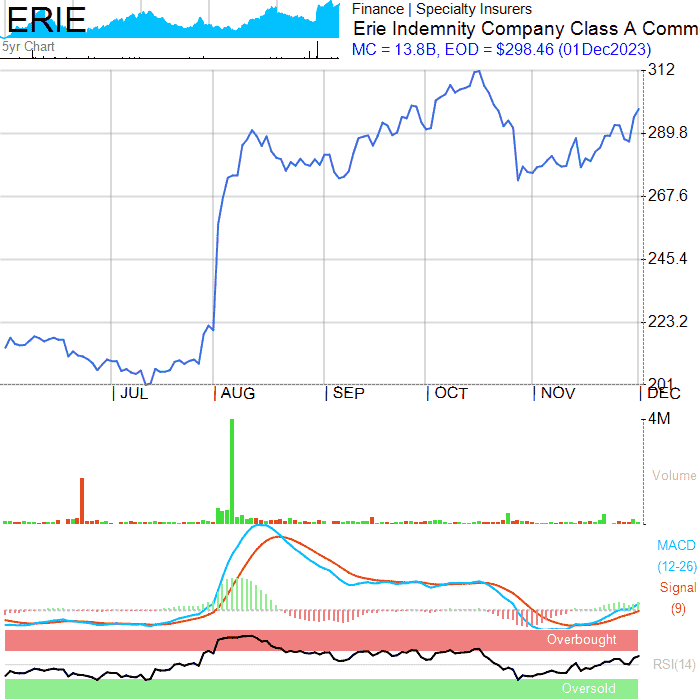 ERIE
5yr Chart
Finance | Specialty Insurers
Erie Indemnity Company Class A Comm
MC = 13.8B, EOD = $298.46 (01Dec2023)
312
289.8
267.6
245.4
223.2
201
JUL
AUG
SEP
OCT
NOV
DEC
4M
Volume
MACD
(12-26)
Signal
(9)
Overbought
RSI(14)
Oversold